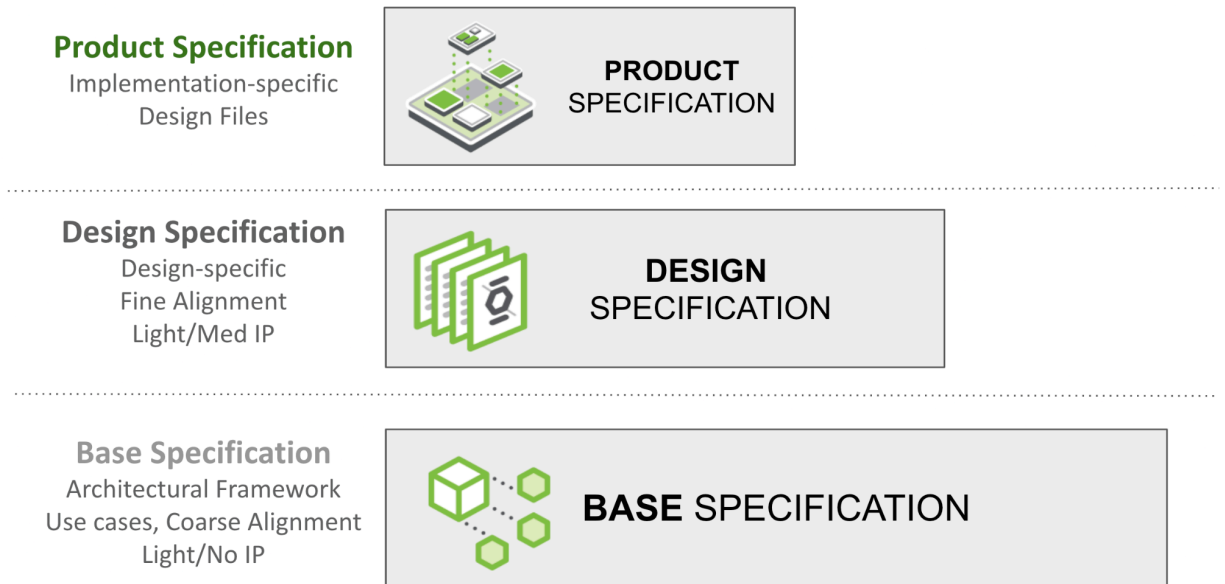 Product Specification
Implementation-specific
Design Files
PRODUCT
SPECIFICATION
Design Specification
Design-specific
Fine Alignment
Light/Med IP
DESIGN
SPECIFICATION
Base Specification
Architectural Framework
Use cases, Coarse Alignment
Light/No IP
BASE SPECIFICATION